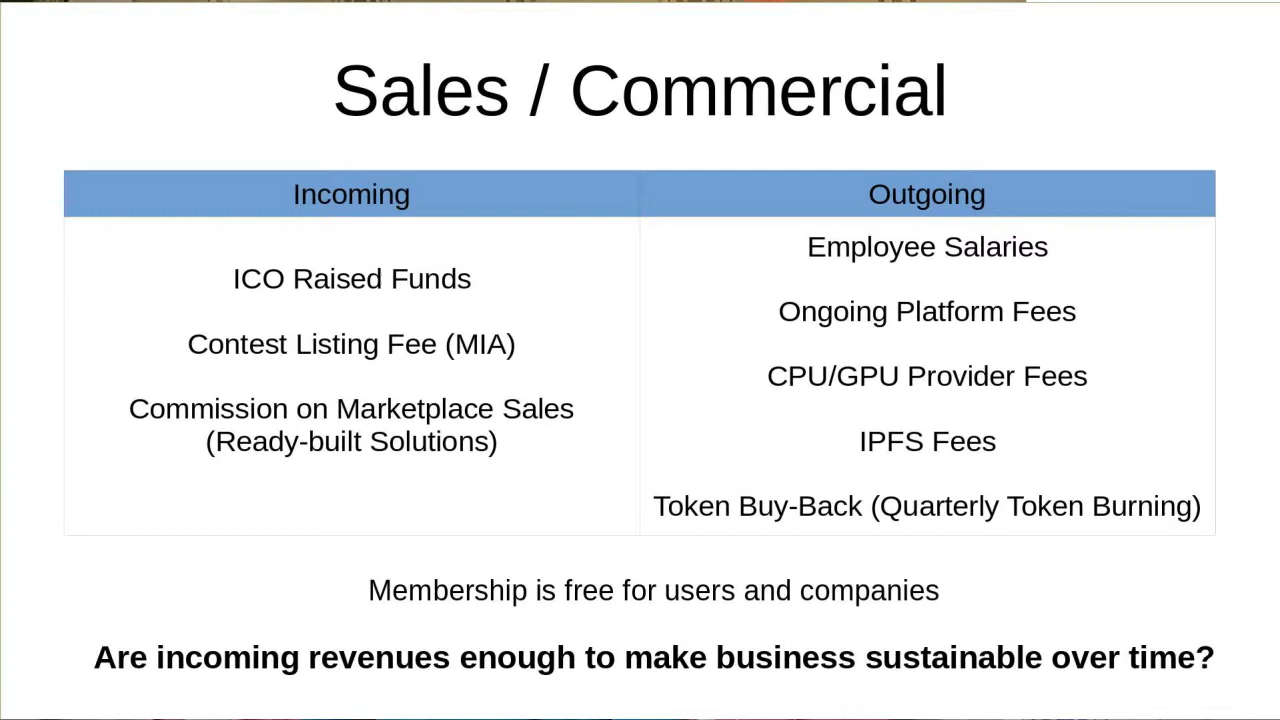 Sales / Commercial
Incoming
Outgoing
ICO Raised Funds
Contest Listing Fee (MIA)
Commission on Marketplace Sales
(Ready-built Solutions)
Employee Salaries
Ongoing Platform Fees
CPU/GPU Provider Fees
IPFS Fees
Token Buy-Back (Quarterly Token Burning)
Membership is free for users and companies
Are incoming revenues enough to make business sustainable over time?